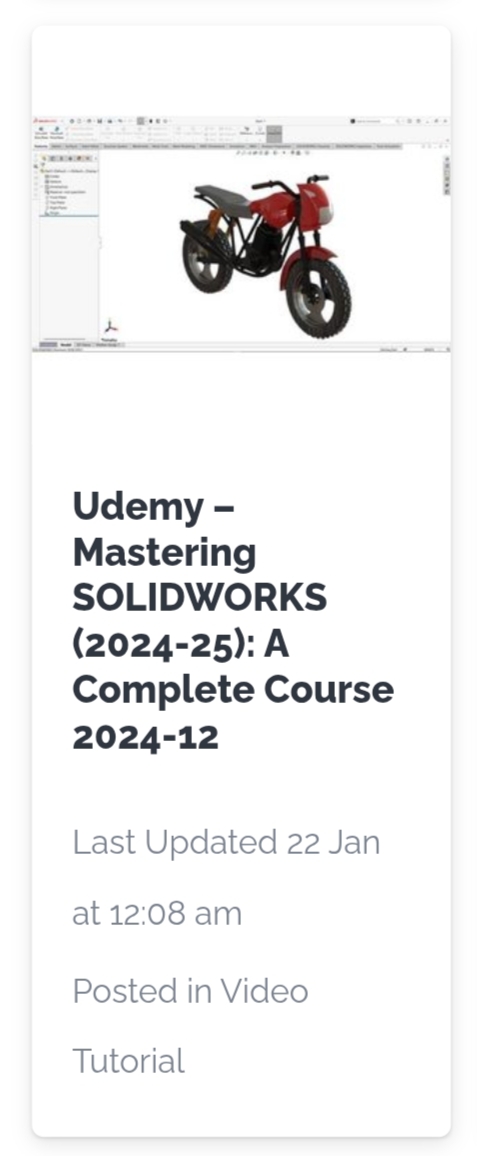 Udemy –
Mastering
SOLIDWORKS
(2024-25): A
Complete Course
2024-12
Last Updated 22 Jan
at 12:08 am
Posted in Video
Tutorial